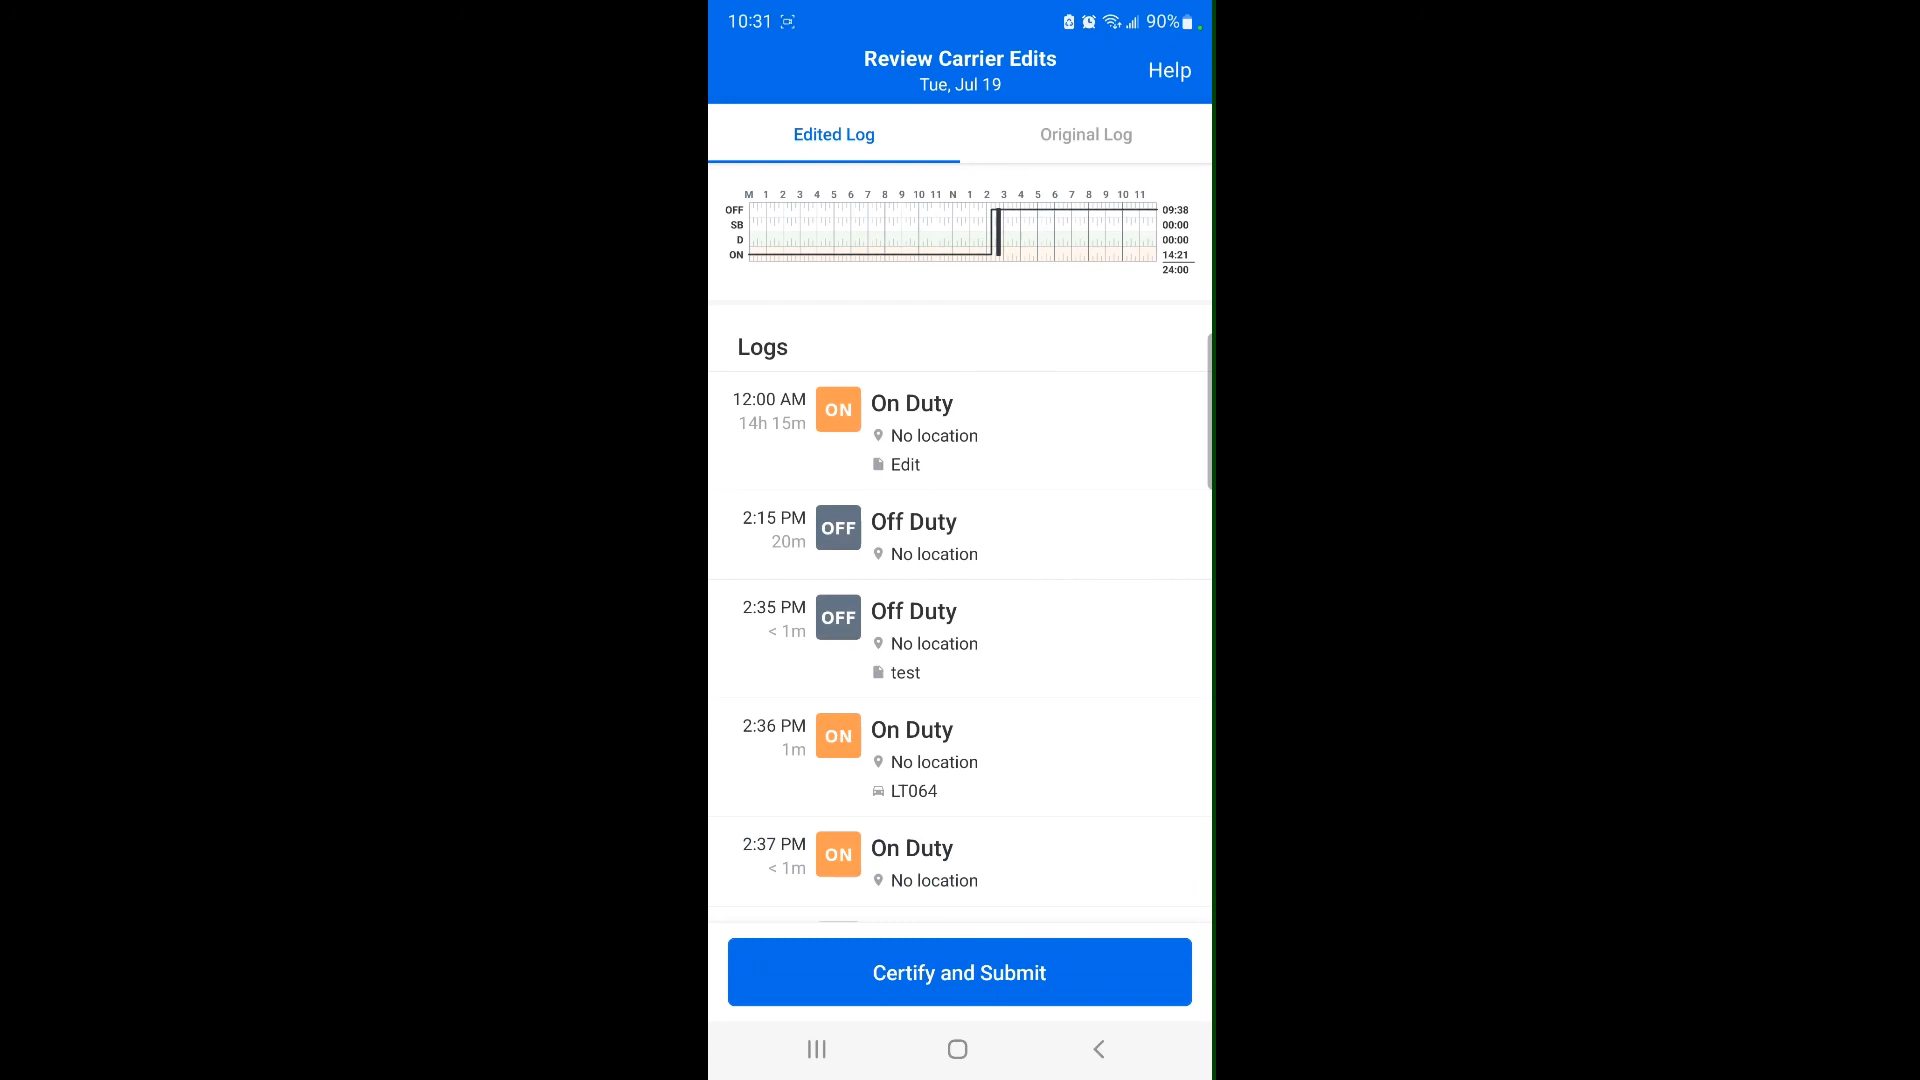 10:31 90%
Review Carrier Edits
Help
Tue, Jul 19
Edited Log Original Log
M 1 2 3 4 5 6 7 8 9 10 11 N 1 2 3 4 5 6 7 8 9 10 11
OFF 09:38
SB 00:00
D 00:00
ON 14:21
24:00
Logs
12:00 AM ON On Duty
14h 15m
No location
Edit
2:15 PM OFF Off Duty
20m
No location
2:35 PM OFF Off Duty
< 1m
No location
test
2:36 PM ON On Duty
1m
No location
LT064
2:37 PM ON On Duty
< 1m
No location
Certify and Submit